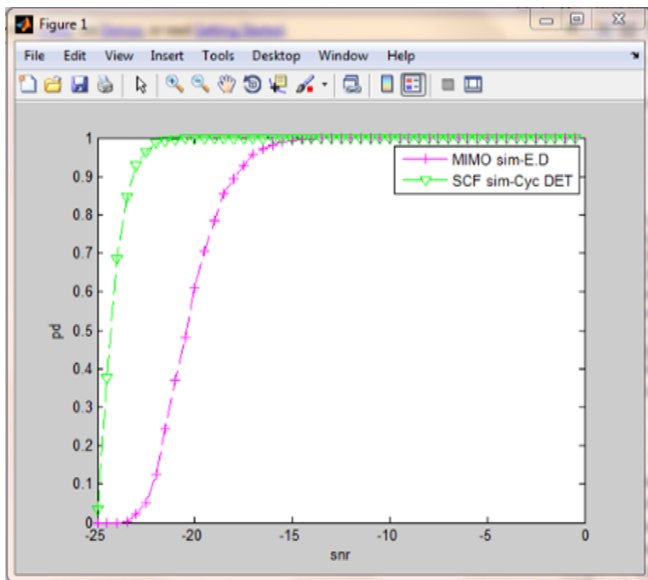 Figure 1
File Edit View Insert Tools Desktop Window Help
1
0.9
0.8
0.7
0.6
0.5
0.4
0.3
0.2
0.1
0
pd
MIMO sim-E.D
SCF sim-Cyc DET
-25 -20 -15 -10 -5 0
snr